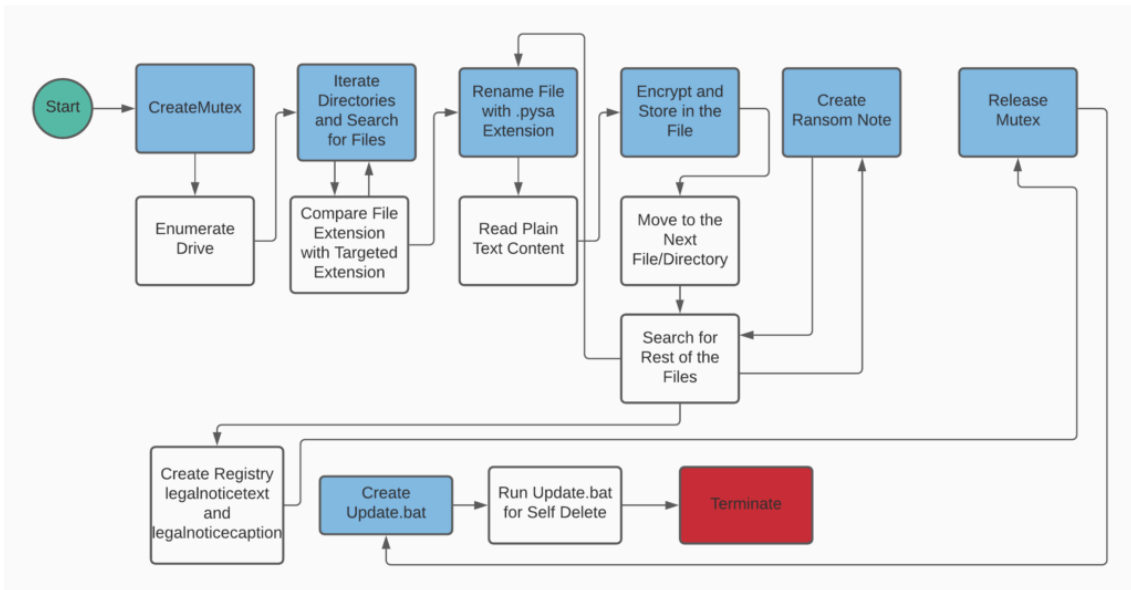 Start
CreateMutex
Iterate
Directories
and Search
for Files
Rename File
with .pysa
Extension
Encrypt and
Store in the
File
Create
Ransom Note
Release
Mutex
Enumerate
Drive
Compare File
Extension
with Targeted
Extension
Read Plain
Text Content
Move to the
Next
File/Directory
Search for
Rest of the
Files
Create Registry
legalnoticetext
and
legalnoticecaption
Create
Update.bat
Run Update.bat
for Self Delete
Terminate